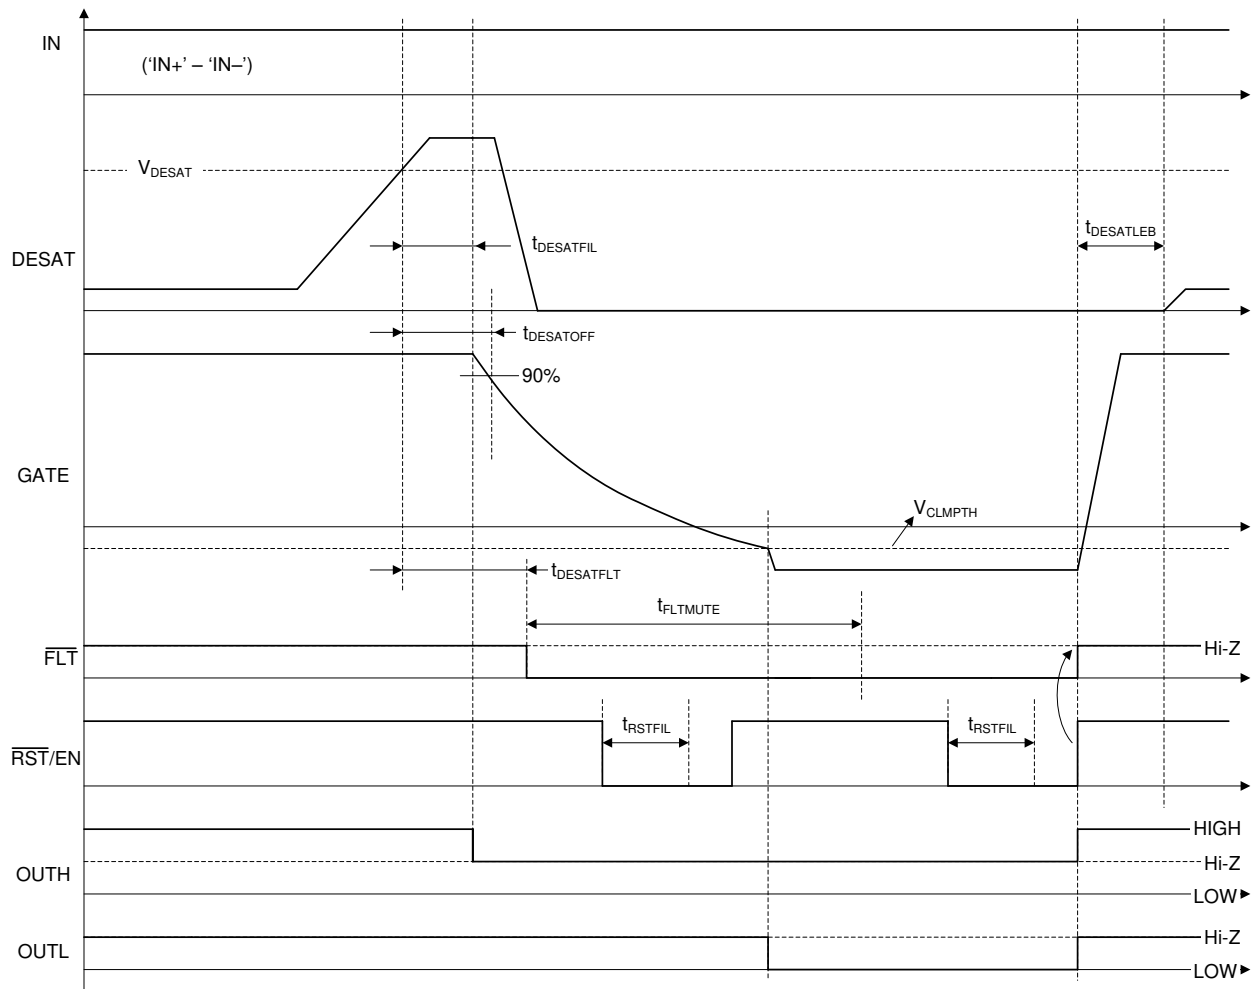 IN
(‘IN+’ – ‘IN–’)
VDESAT
tDESATLEB
tDESATFIL
DESAT
tDESATOFF
90%
GATE
VCLMPTH
tDESATFLT
tFLTMUTE
FLT
Hi-Z
tRSTFIL
tRSTFIL
RST/EN
HIGH
OUTH
Hi-Z
LOW
OUTL
Hi-Z
LOW